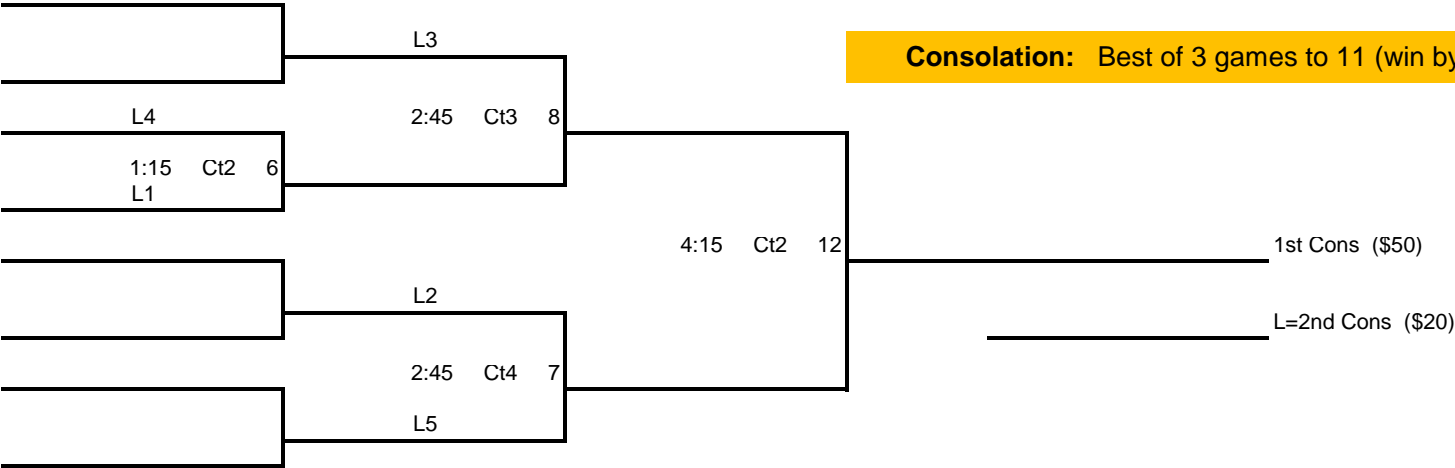 L3
Consolation: Best of 3 games to 11 (win by
L4
2:45 Ct3 8
1:15 Ct2 6
L1
4:15 Ct2 12
1st Cons ($50)
L2
L=2nd Cons ($20)
2:45 Ct4 7
L5